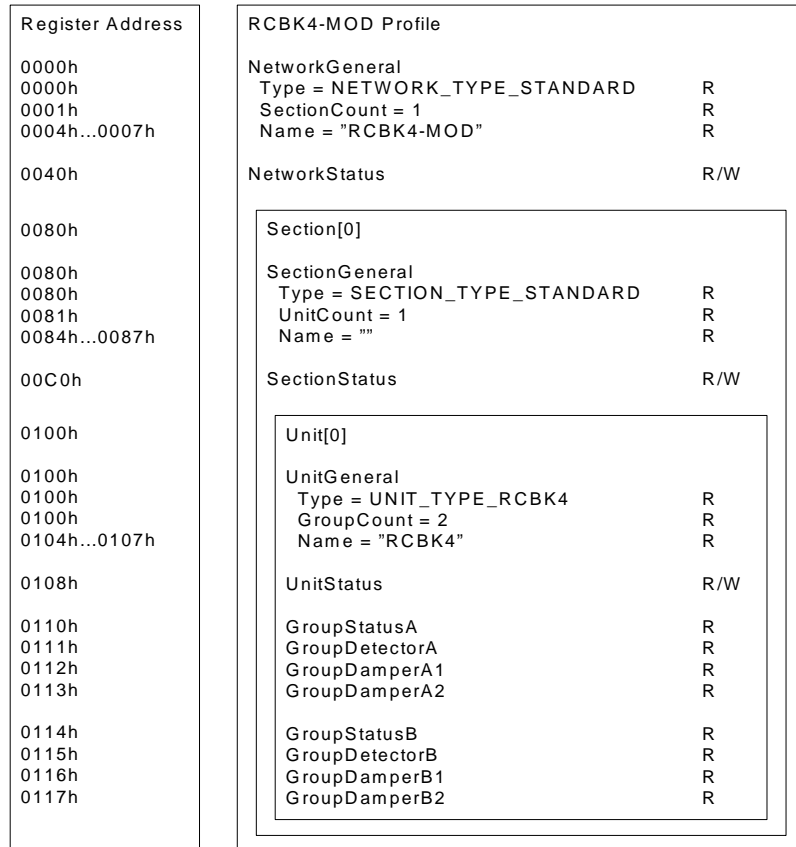 Register Address RCBK4-MOD Profile
0000h NetworkGeneral
0000h Type = NETWORK_TYPE_STANDARD R
0001h SectionCount = 1 R
0004h...0007h Name = ”RCBK4-MOD” R
0040h NetworkStatus R/W
0080h Section[0]
0080h SectionGeneral
0080h Type = SECTION_TYPE_STANDARD R
0081h UnitCount = 1 R
0084h...0087h Name = ”” R
00C0h SectionStatus R/W
0100h Unit[0]
0100h UnitGeneral
0100h Type = UNIT_TYPE_RCBK4 R
0100h GroupCount = 2 R
0104h...0107h Name = ”RCBK4” R
0108h UnitStatus R/W
0110h GroupStatusA R
0111h GroupDetectorA R
0112h GroupDamperA1 R
0113h GroupDamperA2 R
0114h GroupStatusB R
0115h GroupDetectorB R
0116h GroupDamperB1 R
0117h GroupDamperB2 R